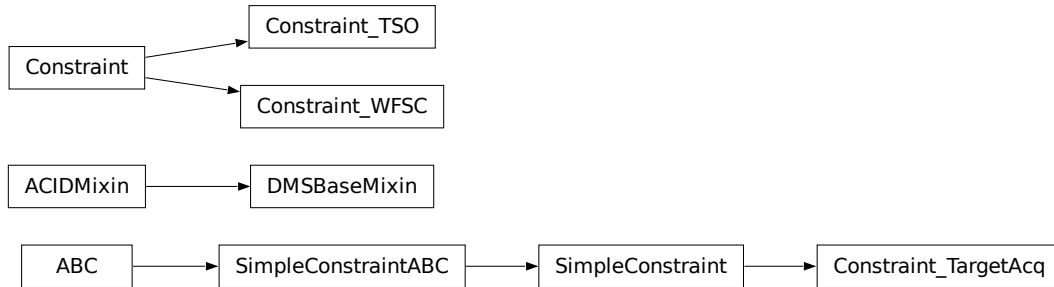 Constraint_TSO
Constraint
Constraint_WFSC
ACIDMixin DMSBaseMixin
ABC SimpleConstraintABC SimpleConstraint Constraint_TargetAcq